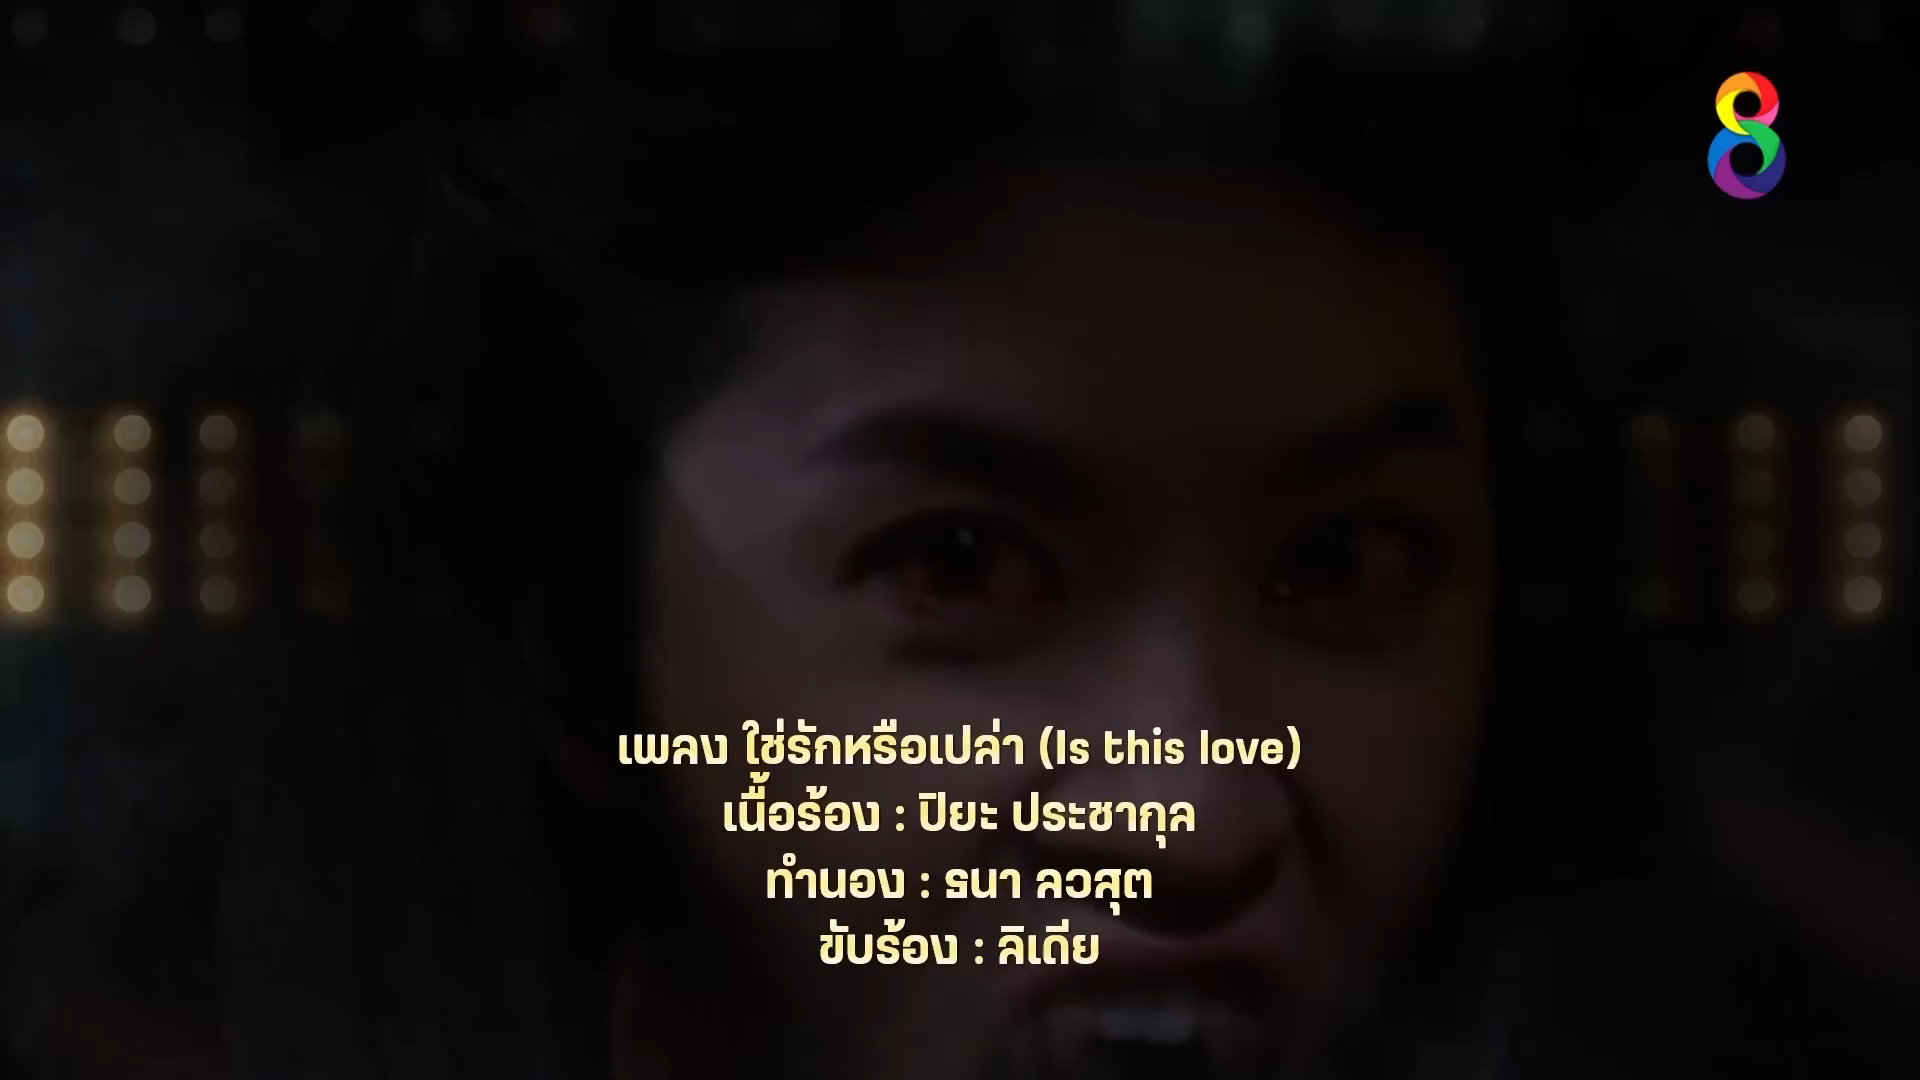 8
เพลง ใช่รักหรือเปล่า (Is this love)
เนื้อร้อง : ปิยะ ประชากุล
ทำนอง : ธนา ลวสุต
ขับร้อง : ลิเดีย